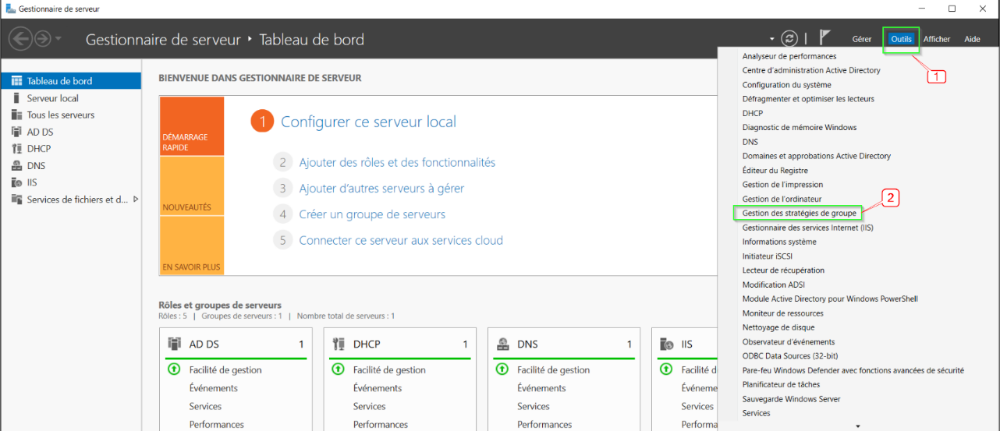 Gestionnaire de serveur
Gestionnaire de serveur ‣ Tableau de bord
Gérer
Outils
Afficher
Aide
1
Tableau de bord
Serveur local
Tous les serveurs
AD DS
DHCP
DNS
IIS
Services de fichiers et d...
BIENVENUE DANS GESTIONNAIRE DE SERVEUR
DÉMARRAGE
RAPIDE
NOUVEAUTÉS
EN SAVOIR PLUS
1 Configurer ce serveur local
2 Ajouter des rôles et des fonctionnalités
3 Ajouter d'autres serveurs à gérer
4 Créer un groupe de serveurs
5 Connecter ce serveur aux services cloud
Rôles et groupes de serveurs
Rôles : 5 | Groupes de serveurs : 1 | Nombre total de serveurs : 1
AD DS 1
Facilité de gestion
Événements
Services
Performances
DHCP 1
Facilité de gestion
Événements
Services
Performances
DNS 1
Facilité de gestion
Événements
Services
Performances
IIS
Facilité d
Événeme
Services
Performa
Analyseur de performances
Centre d'administration Active Directory
Configuration du système
Défragmenter et optimiser les lecteurs
DHCP
Diagnostic de mémoire Windows
DNS
Domaines et approbations Active Directory
Éditeur du Registre
Gestion de l'impression
Gestion de l'ordinateur
2
Gestion des stratégies de groupe
Gestionnaire des services Internet (IIS)
Informations système
Initiateur iSCSI
Lecteur de récupération
Modification ADSI
Module Active Directory pour Windows PowerShell
Moniteur de ressources
Nettoyage de disque
Observateur d'événements
ODBC Data Sources (32-bit)
Pare-feu Windows Defender avec fonctions avancées de sécurité
Planificateur de tâches
Sauvegarde Windows Server
Services